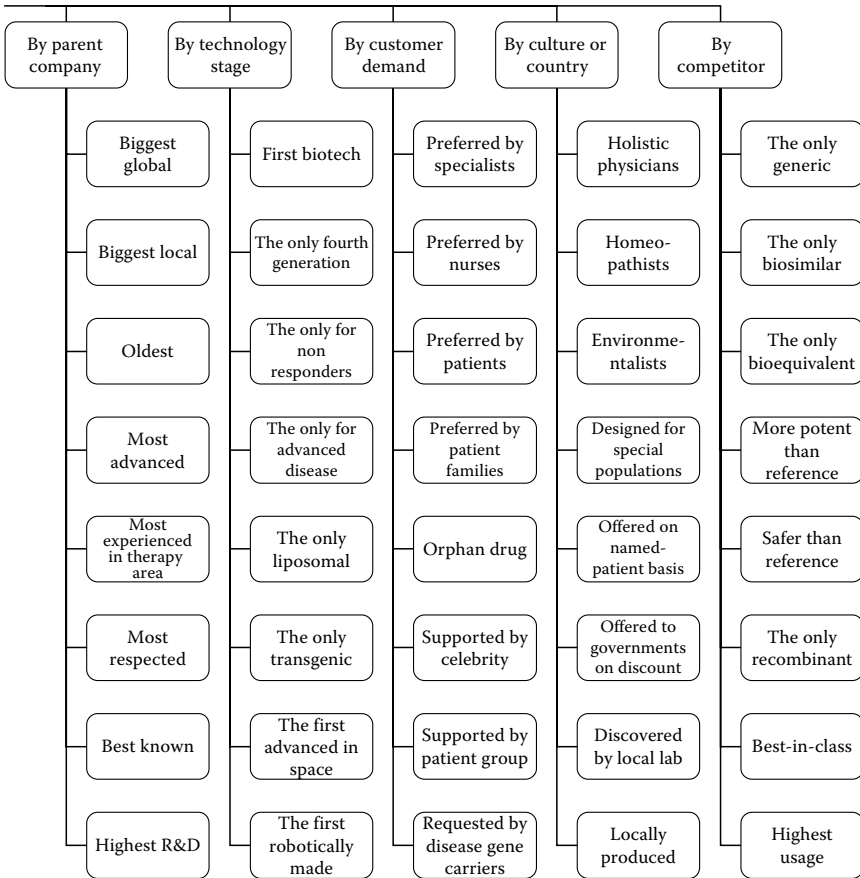 By parent
company
By technology
stage
By customer
demand
By culture or
country
By
competitor
Biggest
global
First biotech
Preferred by
specialists
Holistic
physicians
The only
generic
Biggest local
The only fourth
generation
Preferred by
nurses
Homeo-
pathists
The only
biosimilar
Oldest
The only for
non
responders
Preferred by
patients
Environme-
ntalists
The only
bioequivalent
Most
advanced
The only for
advanced
disease
Preferred by
patient
families
Designed for
special
populations
More potent
than
reference
Most
experienced
in therapy
area
The only
liposomal
Orphan drug
Offered on
named-
patient basis
Safer than
reference
Most
respected
The only
transgenic
Supported by
celebrity
Offered to
governments
on discount
The only
recombinant
Best known
The first
advanced in
space
Supported by
patient group
Discovered
by local lab
Best-in-class
Highest R&D
The first
robotically
made
Requested by
disease gene
carriers
Locally
produced
Highest
usage